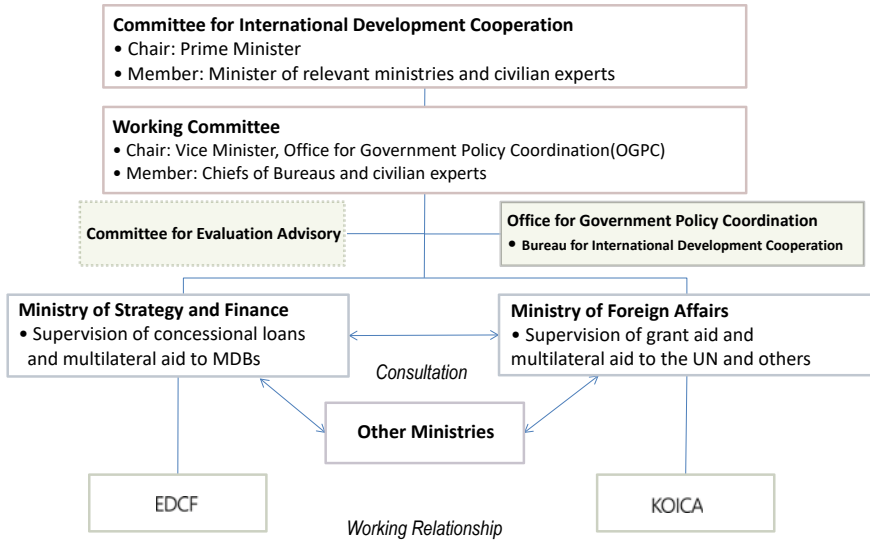 Committee for International Development Cooperation
• Chair: Prime Minister
• Member: Minister of relevant ministries and civilian experts
Working Committee
• Chair: Vice Minister, Office for Government Policy Coordination(OGPC)
• Member: Chiefs of Bureaus and civilian experts
Committee for Evaluation Advisory
Office for Government Policy Coordination
• Bureau for International Development Cooperation
Ministry of Strategy and Finance
• Supervision of concessional loans
and multilateral aid to MDBs
Ministry of Foreign Affairs
• Supervision of grant aid and
multilateral aid to the UN and others
Consultation
Other Ministries
EDCF
KOICA
Working Relationship